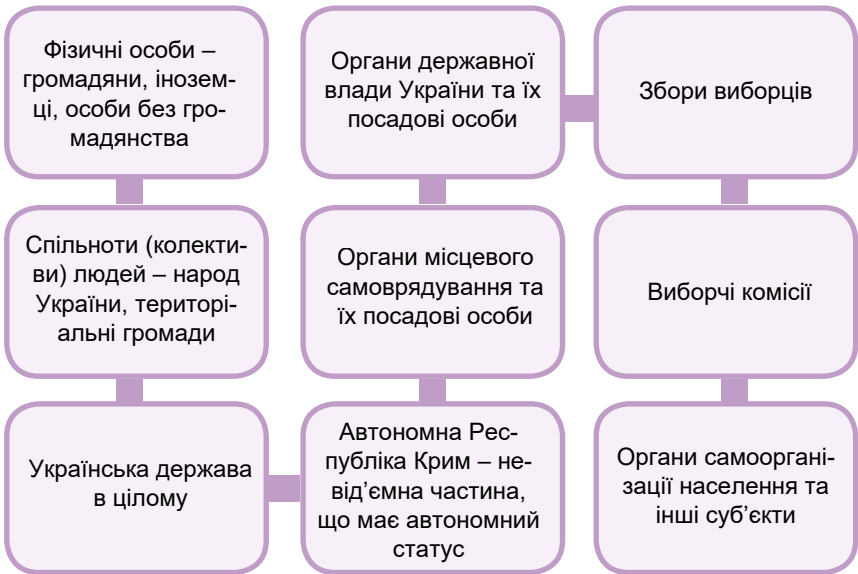 Фізичні особи –
громадяни, інозем-
ці, особи без гро-
мадянства
Спільноти (колекти-
ви) людей – народ
України, територі-
альні громади
Українська держава
в цілому
Автономна Рес-
публіка Крим – не-
від’ємна частина,
що має автономний
статус
Органи місцевого
самоврядування та
їх посадові особи
Органи державної
влади України та їх
посадові особи
Збори виборців
Виборчі комісії
Органи самооргані-
зації населення та
інші суб’єкти